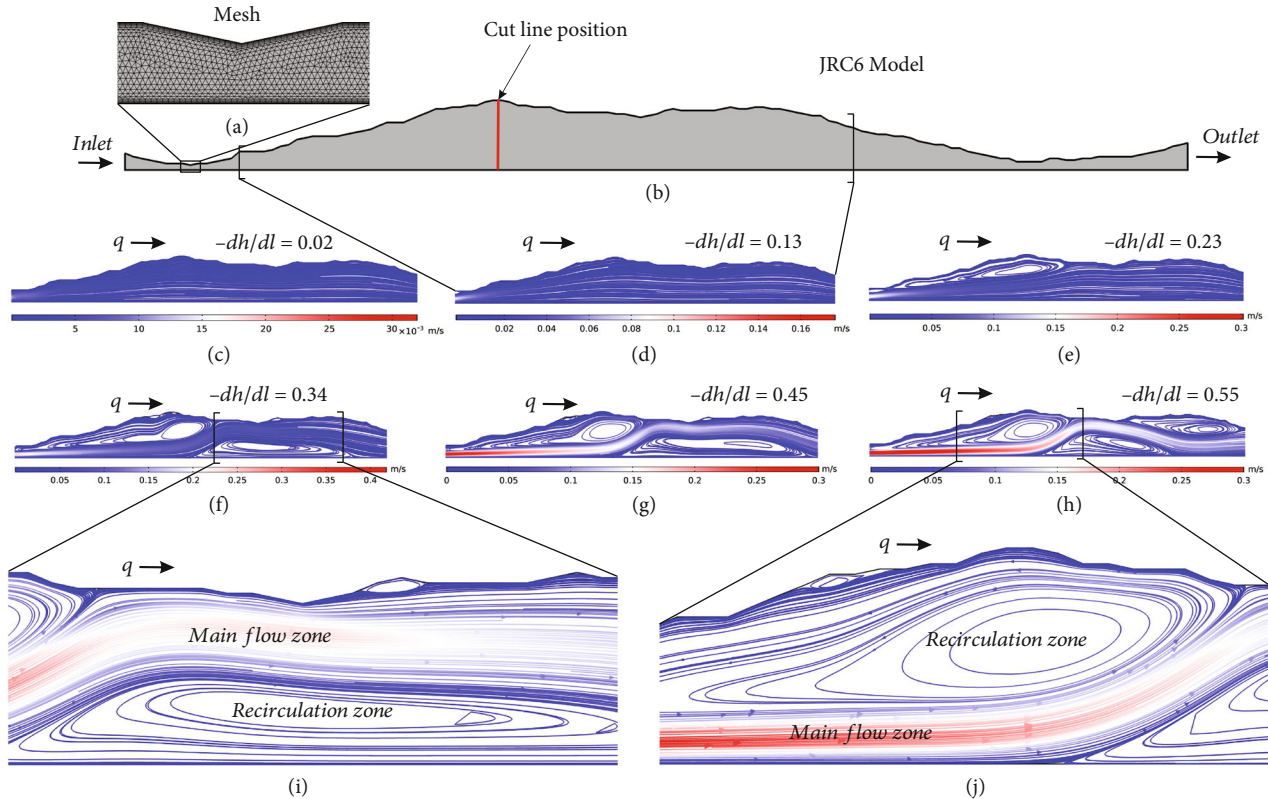 Mesh
Cut line position
JRC6 Model
(a)
Inlet
Outlet
(b)
q
–dh/dl = 0.02
q
–dh/dl = 0.13
q
–dh/dl = 0.23
5 10 15 20 25 30 ×10⁻³ m/s
0.02 0.04 0.06 0.08 0.1 0.12 0.14 0.16 m/s
0.05 0.1 0.15 0.2 0.25 0.3 m/s
(c)
(d)
(e)
q
–dh/dl = 0.34
q
–dh/dl = 0.45
q
–dh/dl = 0.55
0.05 0.1 0.15 0.2 0.25 0.3 0.35 0.4 m/s
0 0.05 0.1 0.15 0.2 0.25 0.3 m/s
0 0.05 0.1 0.15 0.2 0.25 0.3 m/s
(f)
(g)
(h)
q
Main flow zone
Recirculation zone
(i)
q
Recirculation zone
Main flow zone
(j)